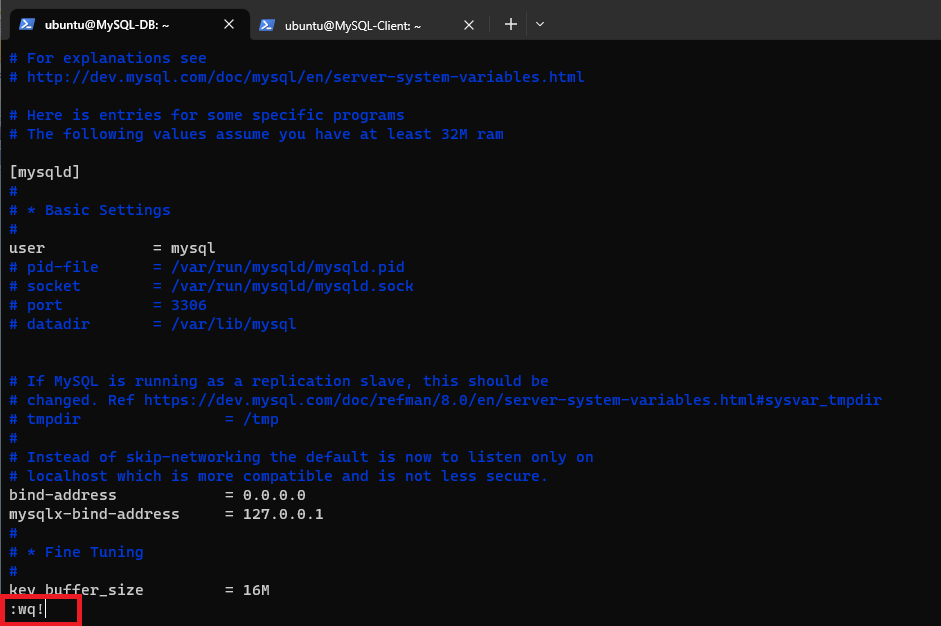 ubuntu@MySQL-DB: ~ ubuntu@MySQL-Client: ~
# For explanations see
# http://dev.mysql.com/doc/mysql/en/server-system-variables.html
# Here is entries for some specific programs
# The following values assume you have at least 32M ram
[mysqld]
#
# * Basic Settings
#
user = mysql
# pid-file = /var/run/mysqld/mysqld.pid
# socket = /var/run/mysqld/mysqld.sock
# port = 3306
# datadir = /var/lib/mysql
# If MySQL is running as a replication slave, this should be
# changed. Ref https://dev.mysql.com/doc/refman/8.0/en/server-system-variables.html#sysvar_tmpdir
# tmpdir = /tmp
#
# Instead of skip-networking the default is now to listen only on
# localhost which is more compatible and is not less secure.
bind-address = 0.0.0.0
mysqlx-bind-address = 127.0.0.1
#
# * Fine Tuning
#
key_buffer_size = 16M
:wq!